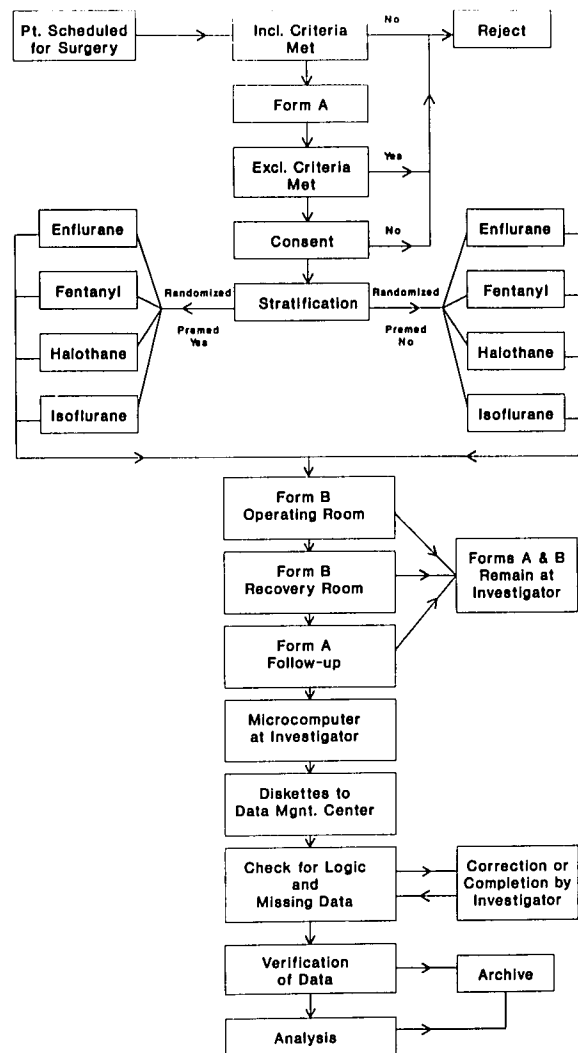 Pt. Scheduled
for Surgery
Incl. Criteria
Met
No
Reject
Form A
Excl. Criteria
Met
Yes
Consent
No
Enflurane
Fentanyl
Halothane
Isoflurane
Randomized
Premed
Yes
Stratification
Randomized
Premed
No
Enflurane
Fentanyl
Halothane
Isoflurane
Form B
Operating Room
Form B
Recovery Room
Forms A & B
Remain at
Investigator
Form A
Follow-up
Microcomputer
at Investigator
Diskettes to
Data Mgnt. Center
Check for Logic
and
Missing Data
Correction or
Completion by
Investigator
Verification
of Data
Archive
Analysis